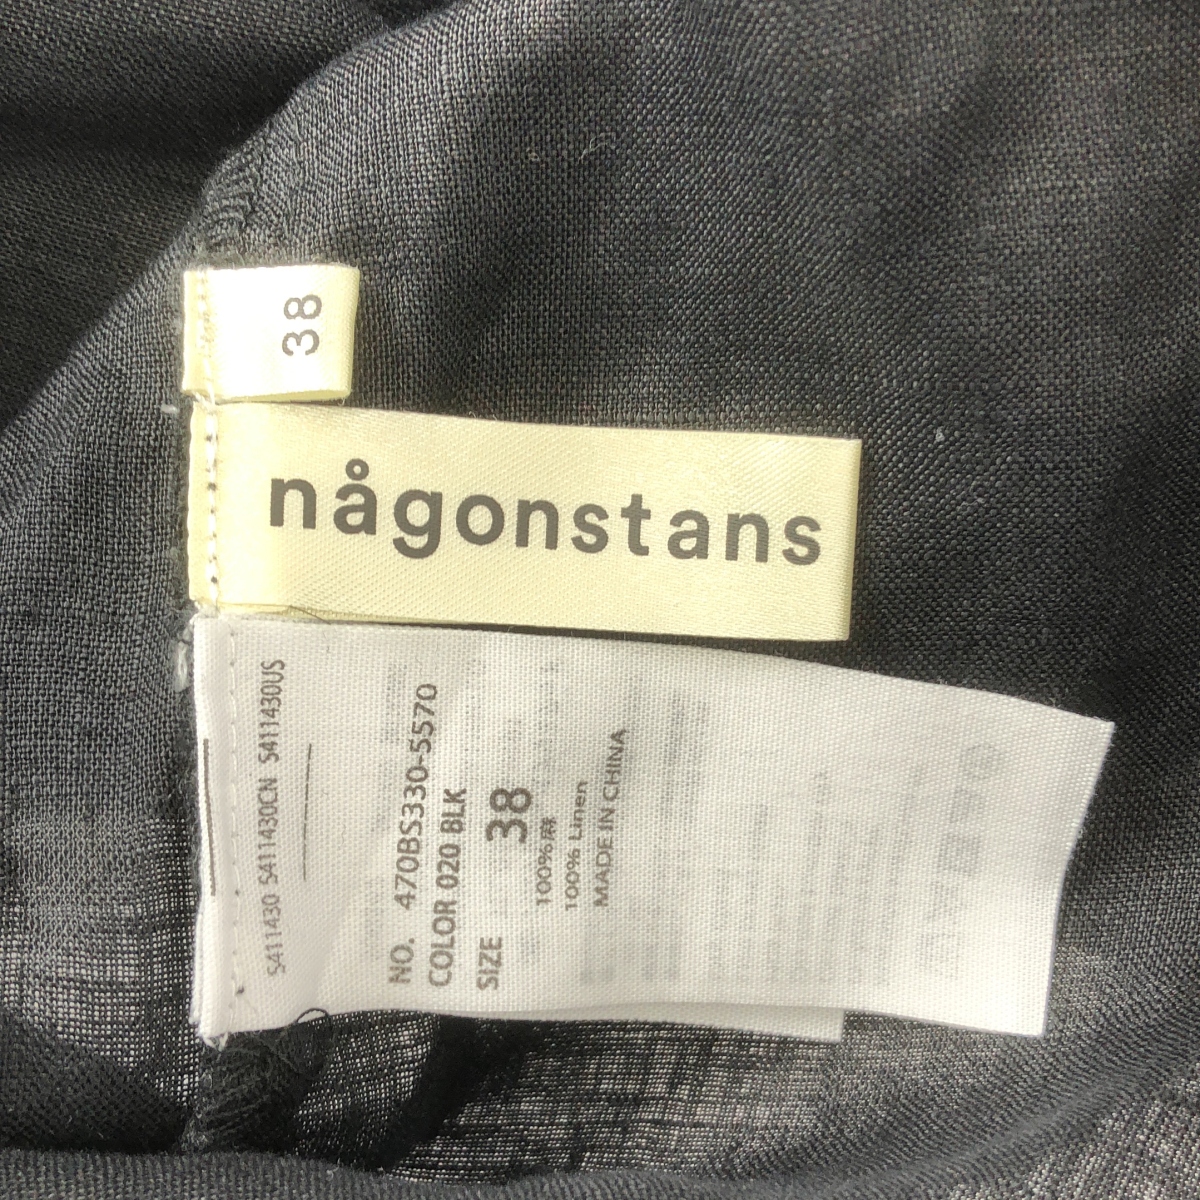 38
någonstans
S411430 S411430CN S411430US
NO. 470BS330-5570
COLOR 020 BLK
SIZE 38
100%麻
100% Linen
MADE IN CHINA